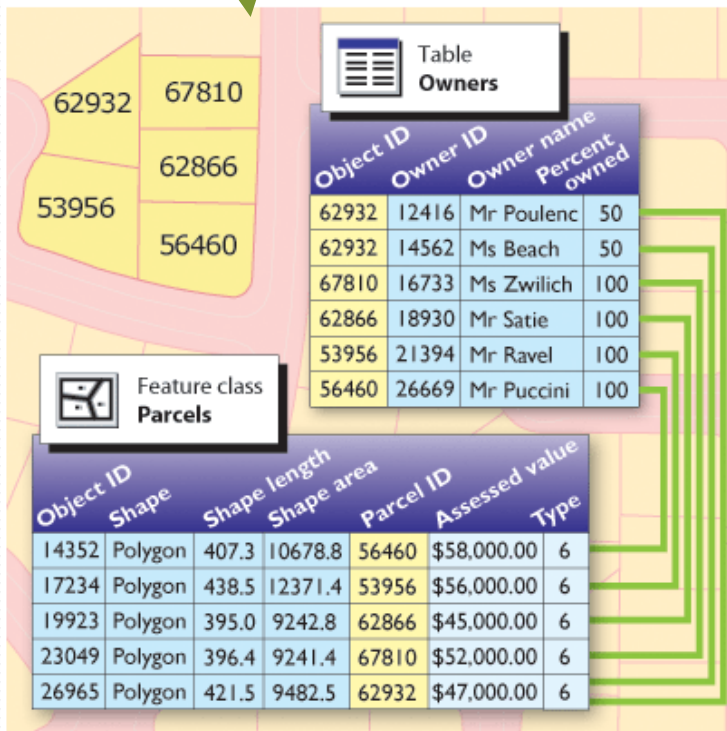 62932
67810
62866
53956
56460
Table
Owners
Object ID Owner ID Owner name Percent owned
62932 12416 Mr Poulenc 50
62932 14562 Ms Beach 50
67810 16733 Ms Zwilich 100
62866 18930 Mr Satie 100
53956 21394 Mr Ravel 100
56460 26669 Mr Puccini 100
Feature class
Parcels
Object ID Shape Shape length Shape area Parcel ID Assessed value Type
14352 Polygon 407.3 10678.8 56460 $58,000.00 6
17234 Polygon 438.5 12371.4 53956 $56,000.00 6
19923 Polygon 395.0 9242.8 62866 $45,000.00 6
23049 Polygon 396.4 9241.4 67810 $52,000.00 6
26965 Polygon 421.5 9482.5 62932 $47,000.00 6